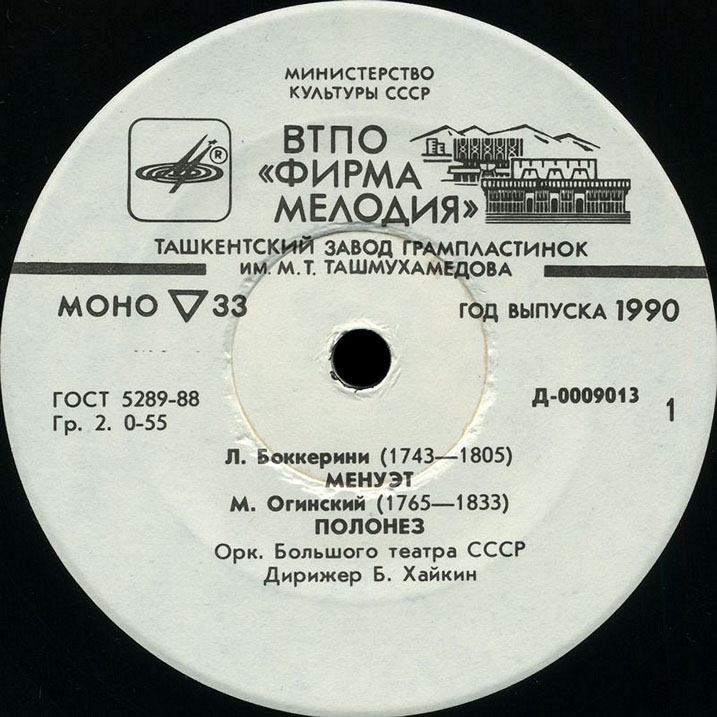 МИНИСТЕРСТВО
КУЛЬТУРЫ СССР
ВТПО
«ФИРМА
МЕЛОДИЯ»
®
ТАШКЕНТСКИЙ ЗАВОД ГРАМПЛАСТИНОК
ИМ. М.Т. ТАШМУХАМЕДОВА
МОНО ▽ 33
ГОД ВЫПУСКА 1990
ГОСТ 5289-88
Гр. 2. 0-55
Д-0009013
1
Л. Боккерини (1743—1805)
МЕНУЭТ
М. Огинский (1765—1833)
ПОЛОНЕЗ
Орк. Большого театра СССР
Дирижер Б. Хайкин